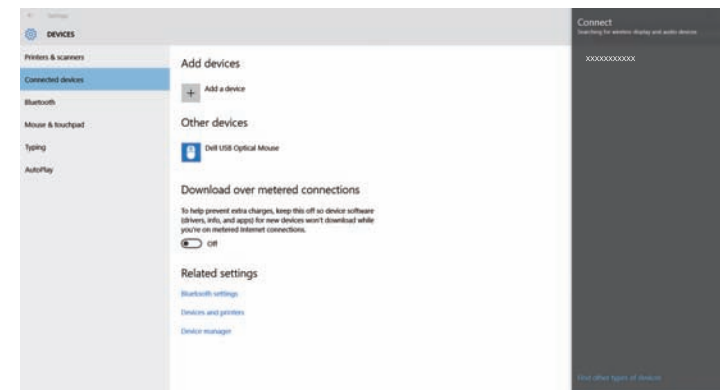 Settings
DEVICES
Printers & scanners
Connected devices
Bluetooth
Mouse & touchpad
Typing
AutoPlay
Add devices
+ Add a device
Other devices
Dell USB Optical Mouse
Download over metered connections
To help prevent extra charges, keep this off so device software
(drivers, info, and apps) for new devices won't download while
you're on metered Internet connections.
Off
Related settings
Bluetooth settings
Devices and printers
Device manager
Connect
Searching for wireless display and audio devices
xxxxxxxxxxx
Find other types of devices